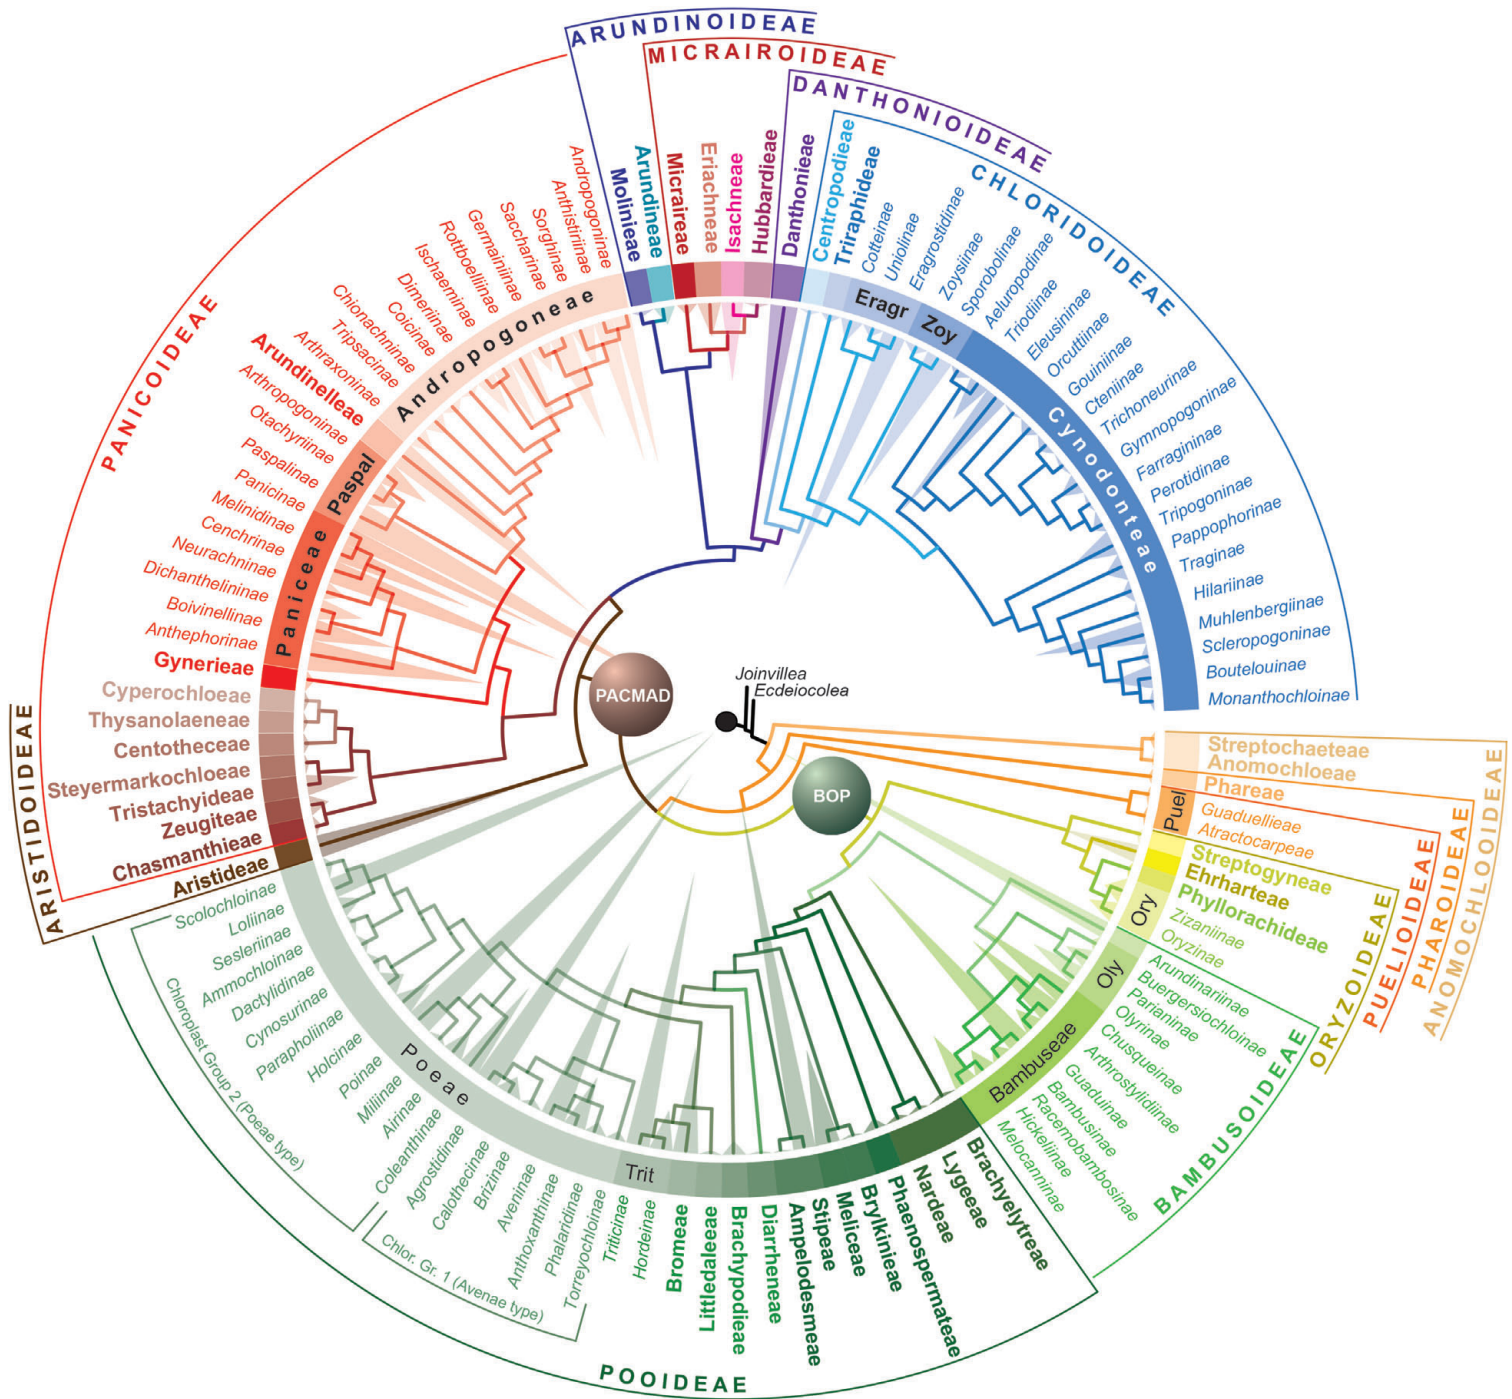 ARUNDINOIDEAE
MICRAIROIDEAE
DANTHONIOIDEAE
CHLORIDOIDEAE
PANICOIDEAE
ARISTIDOIDEAE
Molinieae
Arundineae
Micraireae
Eriachneae
Isachneae
Hubbardieae
Danthonieae
Centropodieae
Triraphideae
Cotteinae
Uniolinae
Eragrostidinae
Zoysiinae
Sporobolinae
Aeluropodinae
Triodiinae
Eleusininae
Orcuttiinae
Gouiniinae
Cteniinae
Trichoneurinae
Gymnopogoninae
Farragininae
Perotidinae
Tripogoninae
Pappophorinae
Traginae
Hilariinae
Muhlenbergiinae
Scleropogoninae
Boutelouinae
Monanthochloinae
Eragr
Zoy
Cynodonteae
Streptochaeteae
Anomochloeae
Phareae
Guaduellieae
Atractocarpeae
Puel
Streptogyneae
Ehrharteae
Phyllorachideae
Zizaniinae
Oryzinae
Ory
ANOMOCHLOIDEAE
PHAROIDEAE
PUELIOIDEAE
ORYZOIDEAE
BAMBUSOIDEAE
Arundinariinae
Buergersiochloinae
Parianinae
Olyrinae
Chusqueinae
Arthrostylidiinae
Guaduinae
Bambusinae
Racemobambosinae
Hickeliinae
Melocanninae
Oly
Bambuseae
Brachyelytreae
Lygeeae
Nardeae
Phaenospermateae
Brylkinieae
Meliceae
Stipeae
Ampelodesmeae
Diarrheneae
Brachypodieae
Littledaleeae
Bromeae
Hordeinae
Triticinae
Trit
Torreyochloinae
Phalaridinae
Anthoxanthinae
Aveninae
Brizinae
Calothecinae
Agrostidinae
Coleanthinae
Airinae
Miliinae
Poinae
Holcinae
Parapholiinae
Cynosurinae
Dactylidinae
Ammochloinae
Sesleriinae
Loliinae
Scolochloinae
Poeae
Chlor. Gr. 1 (Avenae type)
Chloroplast Group 2 (Poeae type)
POOIDEAE
Aristideae
Chasmanthieae
Zeugiteae
Tristachyideae
Steyermarkochloeae
Centotheceae
Thysanolaeneae
Cyperochloeae
Gynerieae
Anthephorinae
Boivinellinae
Dichantheliinae
Neurachninae
Cenchrinae
Melinidinae
Panicinae
Paniceae
Paspalinae
Otachyriinae
Arthropogoninae
Paspal
Arundinelleae
Arthraxoninae
Tripsacinae
Chionachninae
Coicinae
Dimeriinae
Ischaeminae
Rottboelliinae
Germainiinae
Saccharinae
Sorghinae
Anthistiriinae
Andropogoninae
Andropogoneae
PACMAD
BOP
Joinvillea
Ecdeiocolea